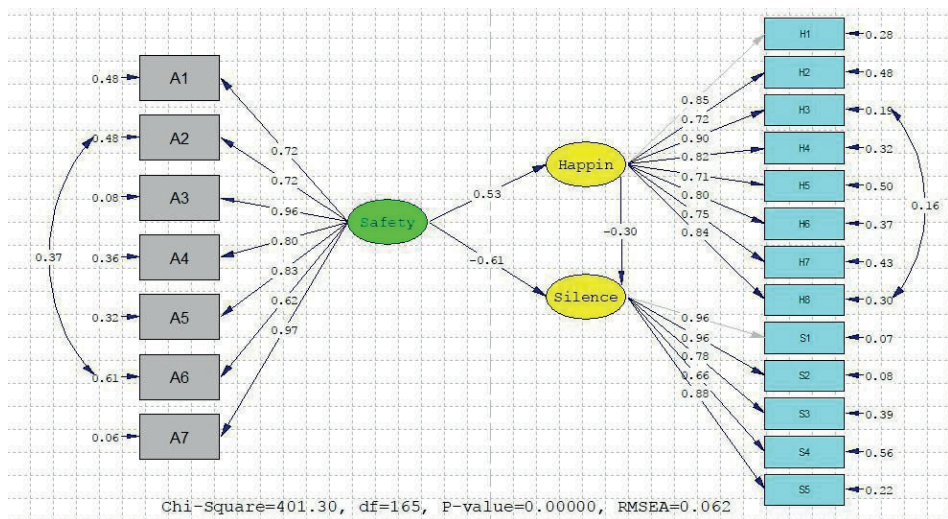 0.48 A1
0.48 A2
0.08 A3
0.36 A4
0.32 A5
0.61 A6
0.06 A7
0.37
0.72
0.72
0.96
0.80
0.83
0.62
0.97
Safety
0.53
-0.61
Happin
-0.30
Silence
0.85
0.72
0.90
0.82
0.71
0.80
0.75
0.84
0.96
0.96
0.78
0.66
0.88
H1 0.28
H2 0.48
H3 0.19
H4 0.32
H5 0.50
H6 0.37
H7 0.43
H8 0.30
S1 0.07
S2 0.08
S3 0.39
S4 0.56
S5 0.22
0.16
Chi-Square=401.30, df=165, P-value=0.00000, RMSEA=0.062